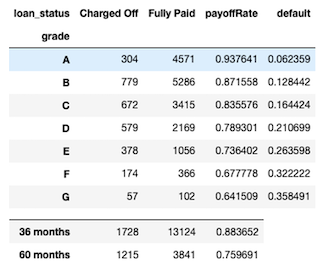 loan_status Charged Off Fully Paid payoffRate default
grade
A 304 4571 0.937641 0.062359
B 779 5286 0.871558 0.128442
C 672 3415 0.835576 0.164424
D 579 2169 0.789301 0.210699
E 378 1056 0.736402 0.263598
F 174 366 0.677778 0.322222
G 57 102 0.641509 0.358491
36 months 1728 13124 0.883652
60 months 1215 3841 0.759691